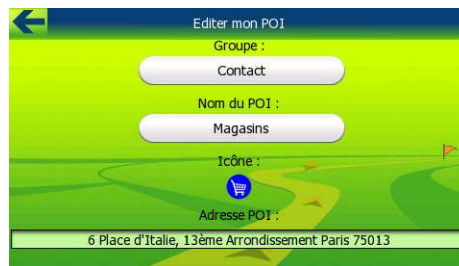 Editer mon POI
Groupe :
Contact
Nom du POI :
Magasins
Icône :
Adresse POI :
6 Place d'Italie, 13ème Arrondissement Paris 75013